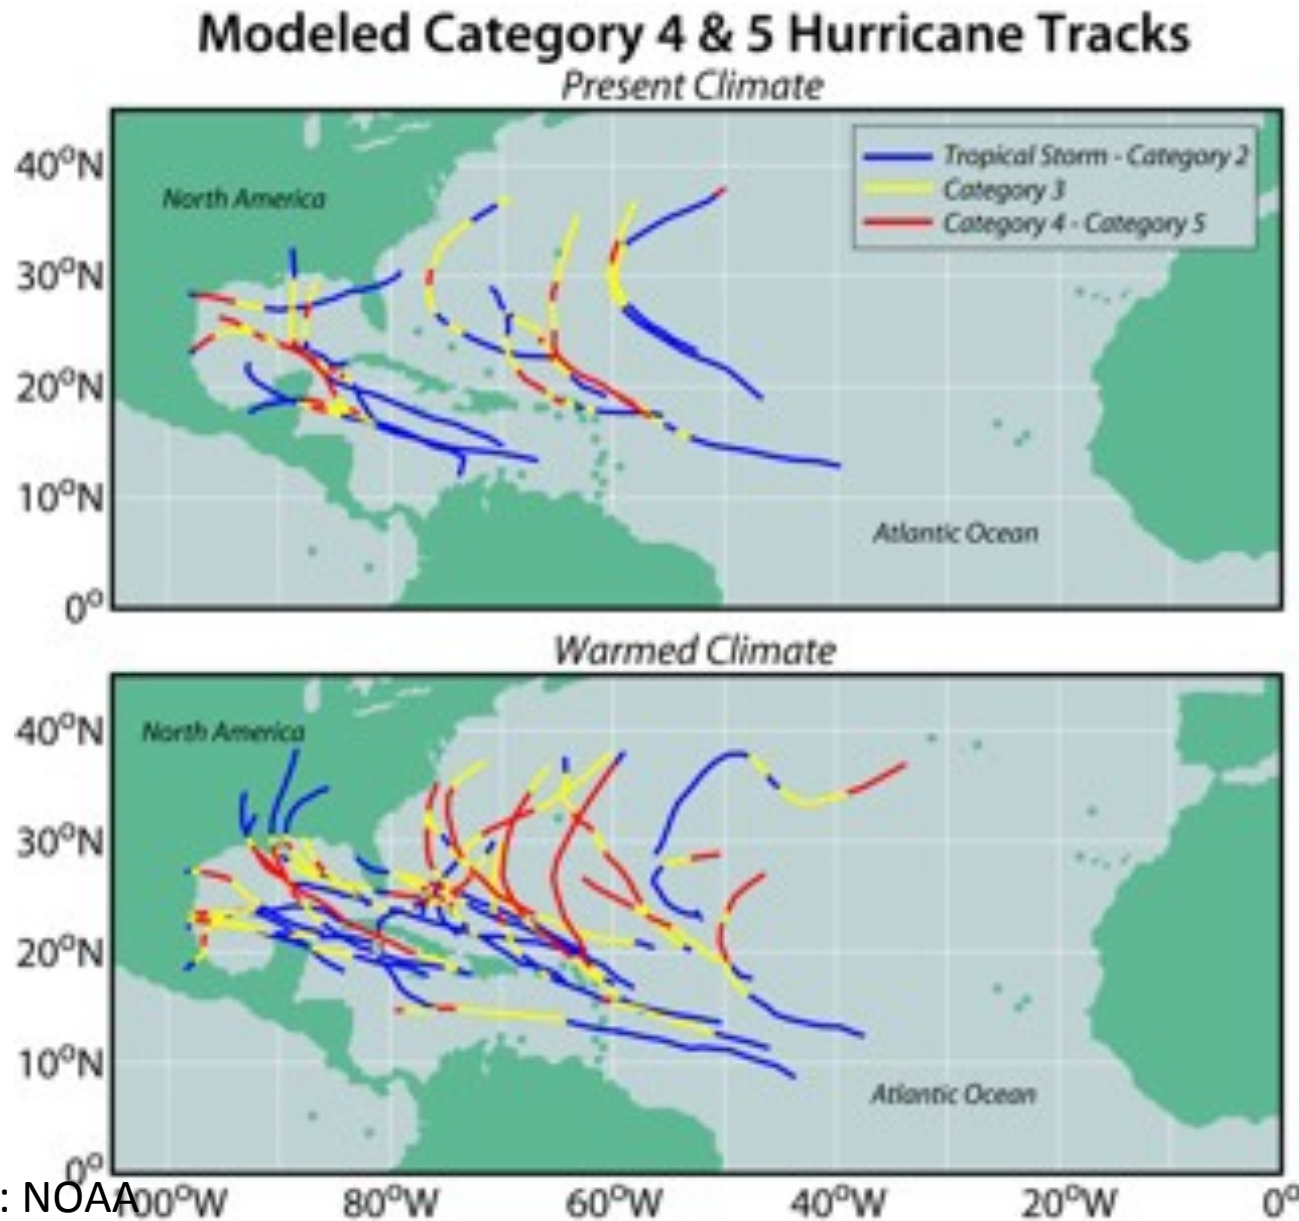 Modeled Category 4 & 5 Hurricane Tracks
Present Climate
40°N
30°N
20°N
10°N
0°
North America
Tropical Storm - Category 2
Category 3
Category 4 - Category 5
Atlantic Ocean
Warmed Climate
40°N
30°N
20°N
10°N
0°
North America
Atlantic Ocean
: NOAA
100°W 80°W 60°W 40°W 20°W 0°